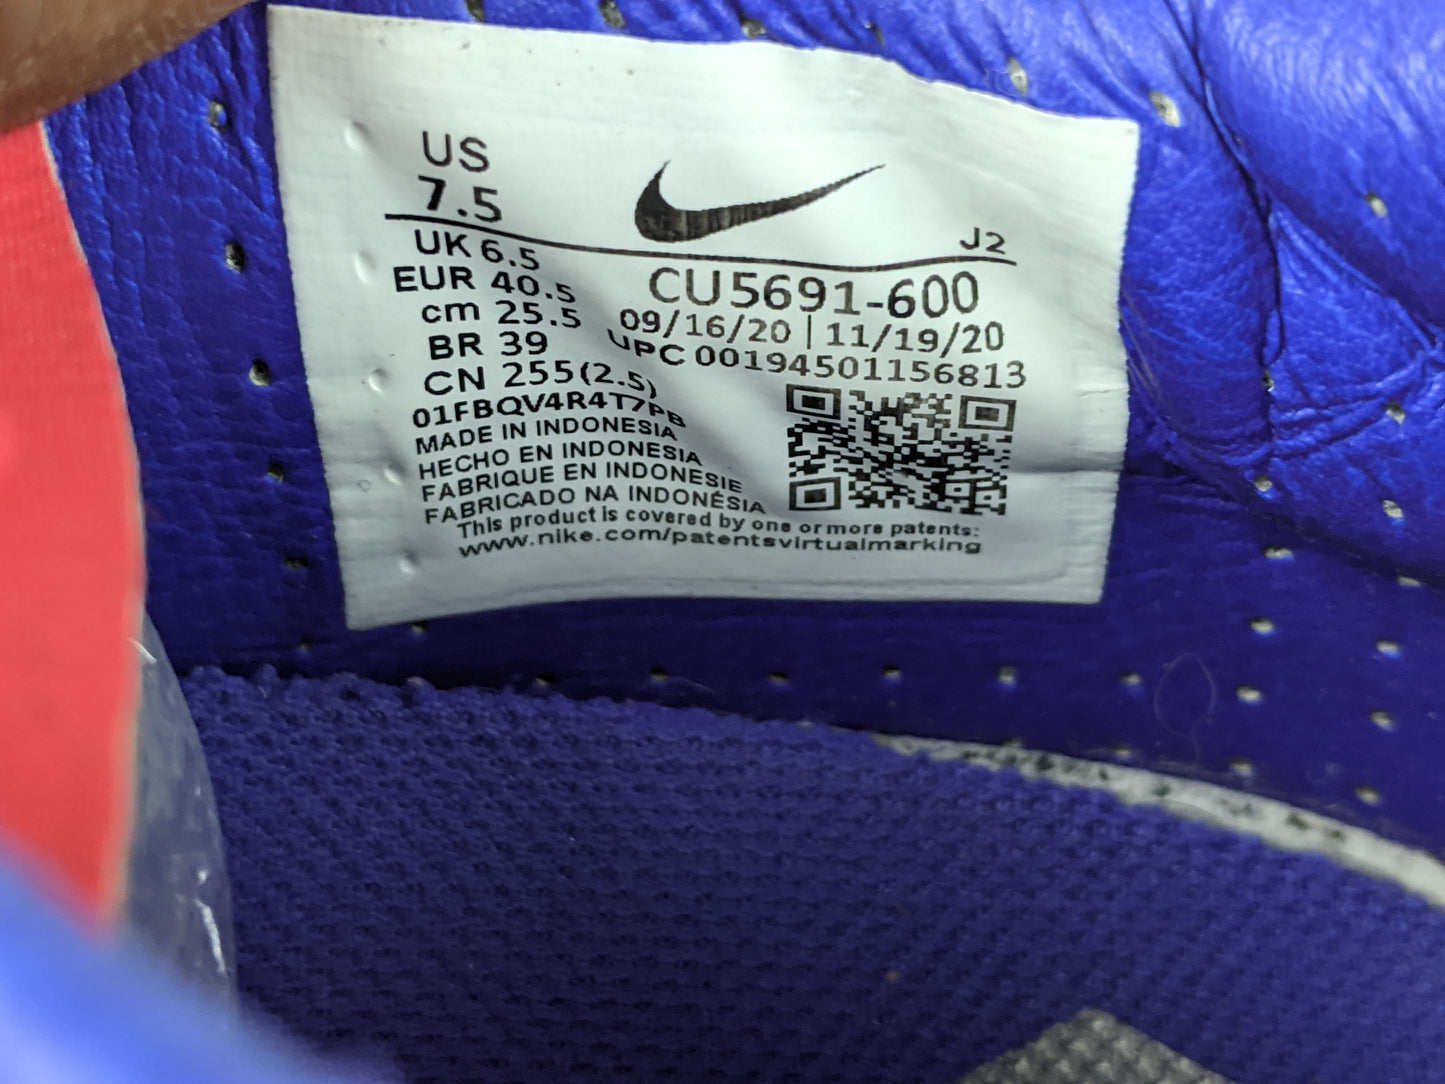 US
7.5
J2
UK 6.5
EUR 40.5
cm 25.5
BR 39
CN 255(2.5)
CU5691-600
09/16/20 | 11/19/20
UPC 00194501156813
01FBQV4R4T7PB
MADE IN INDONESIA
HECHO EN INDONESIA
FABRIQUE EN INDONESIE
FABRICADO NA INDONÉSIA
This product is covered by one or more patents:
www.nike.com/patentsvirtualmarking